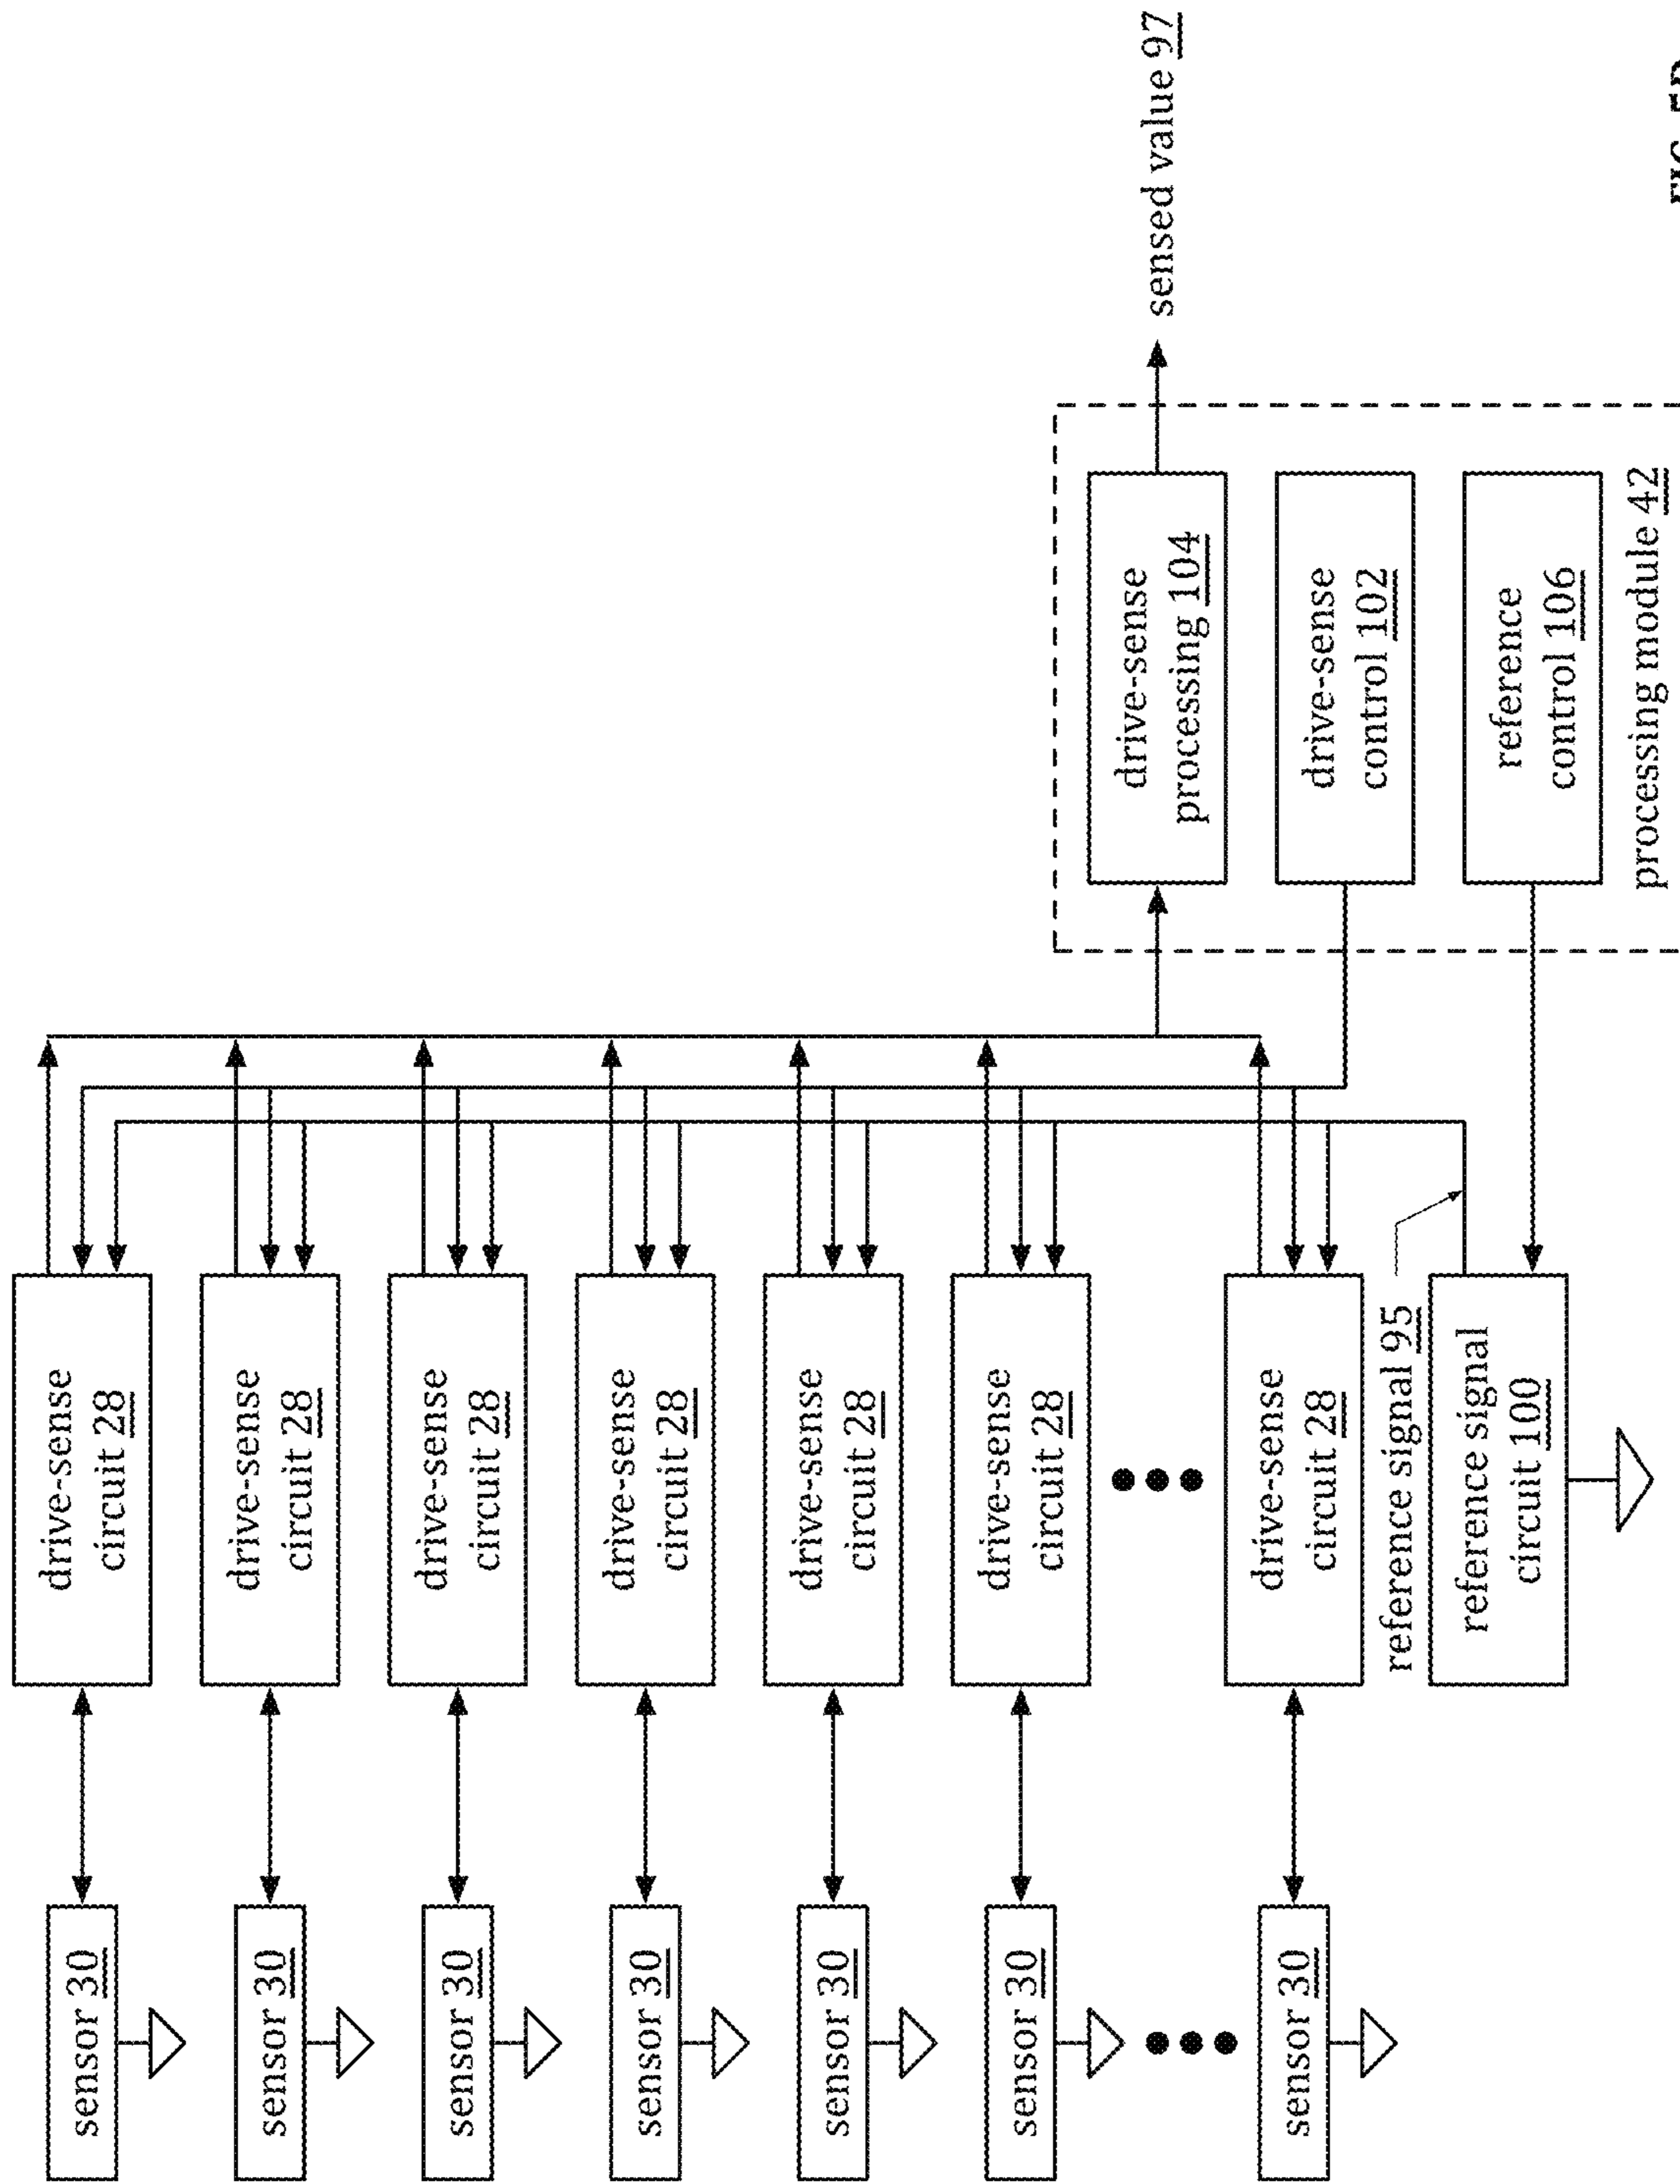 sensor 30
drive-sense
circuit 28
sensor 30
drive-sense
circuit 28
sensor 30
drive-sense
circuit 28
sensor 30
drive-sense
circuit 28
sensor 30
drive-sense
circuit 28
sensor 30
drive-sense
circuit 28
sensor 30
drive-sense
circuit 28
reference signal 95
reference signal
circuit 100
drive-sense
processing 104
sensed value 97
drive-sense
control 102
reference
control 106
processing module 42